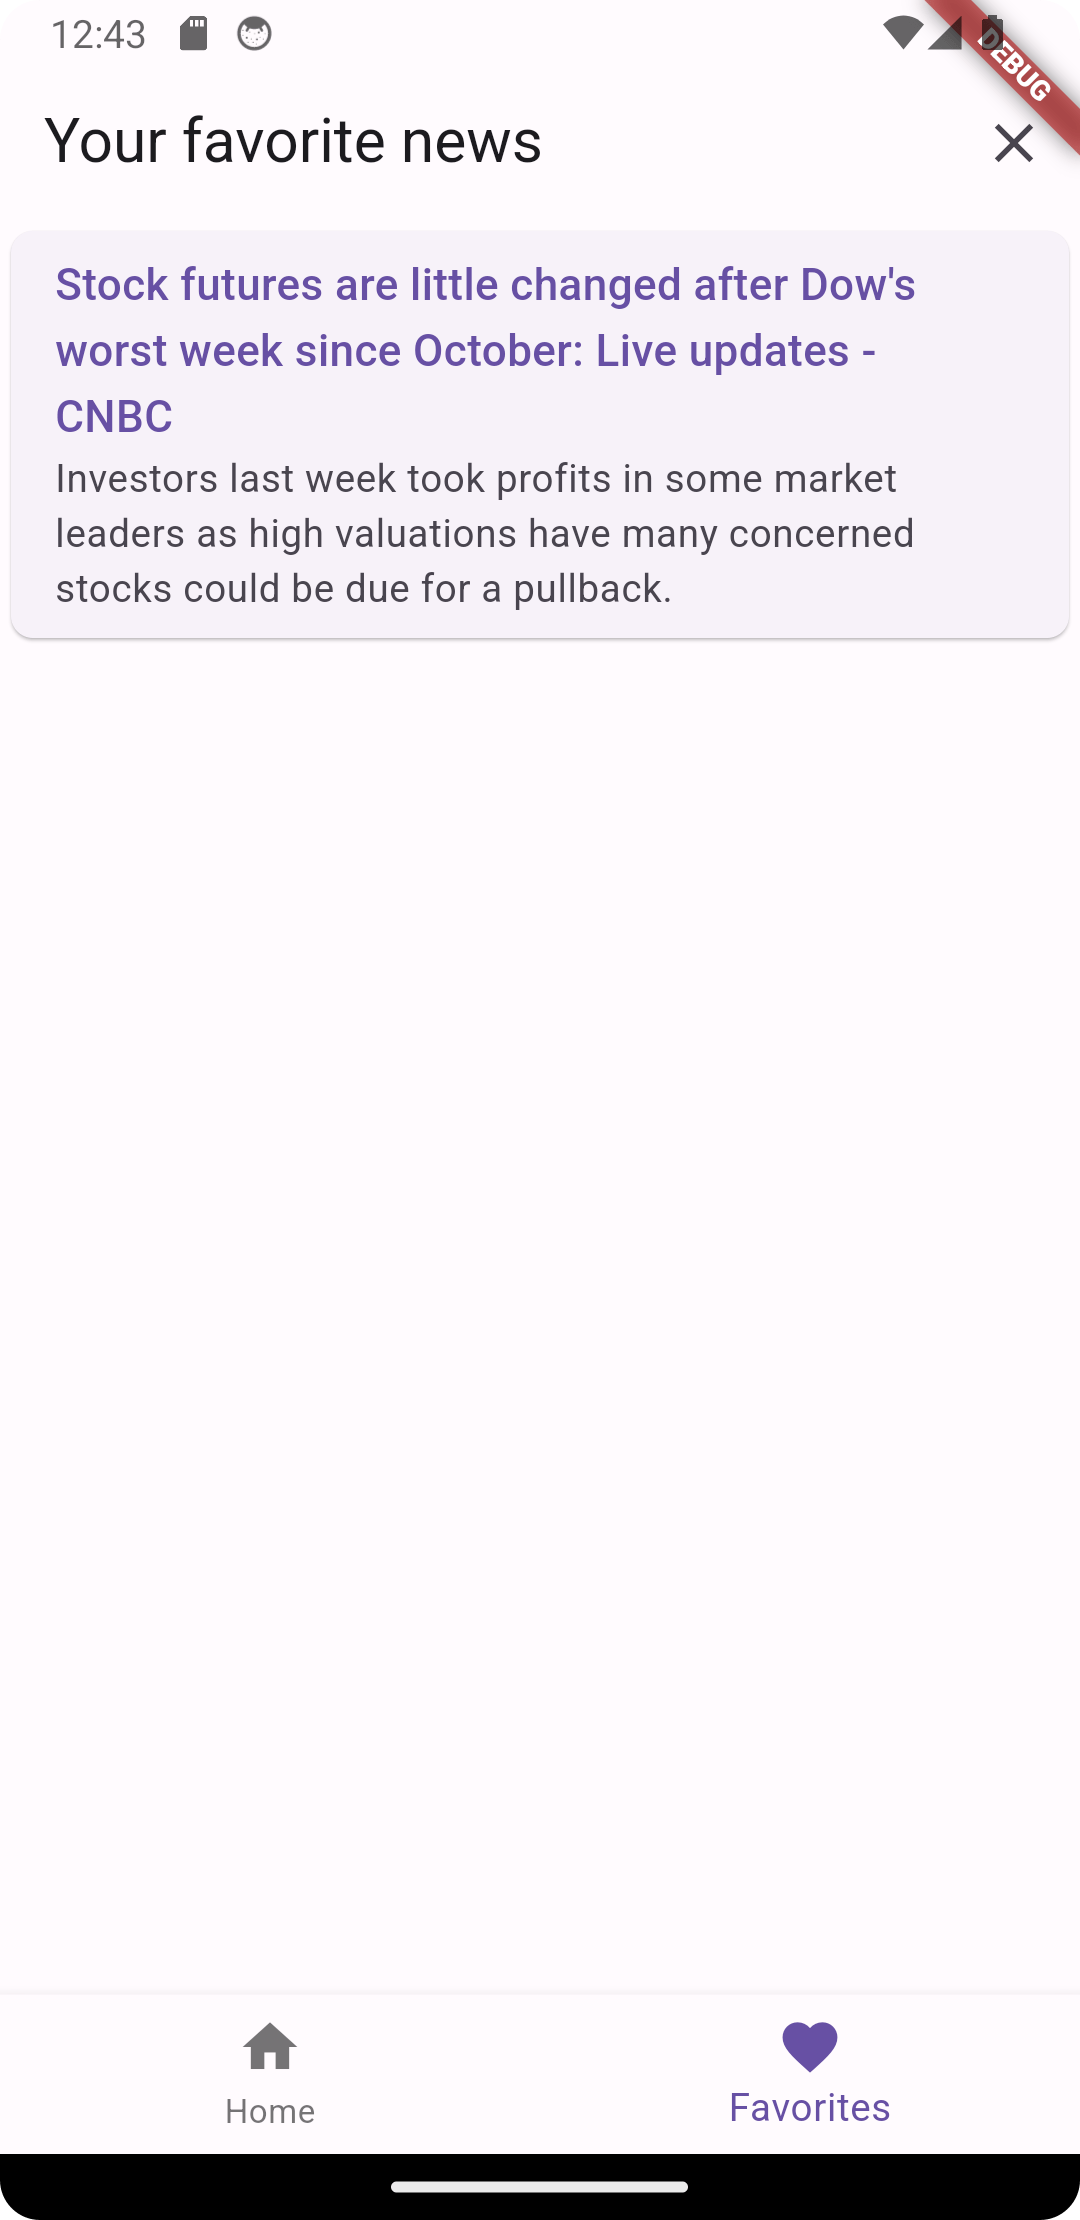 12:43
DEBUG
Your favorite news
Stock futures are little changed after Dow's
worst week since October: Live updates -
CNBC
Investors last week took profits in some market
leaders as high valuations have many concerned
stocks could be due for a pullback.
Home
Favorites